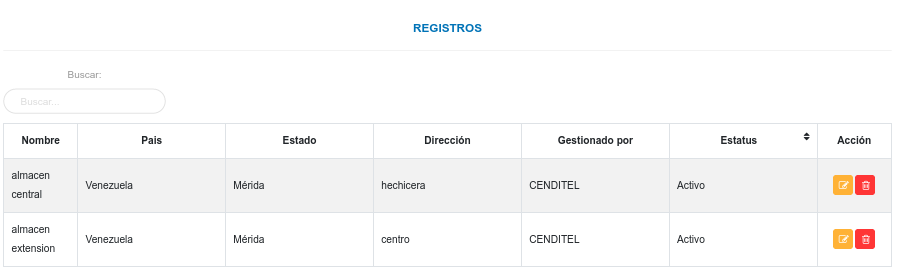 REGISTROS
Buscar:
Buscar...
Nombre País Estado Dirección Gestionado por Estatus Acción
almacen
central
Venezuela Mérida hechicera CENDITEL Activo
almacen
extension
Venezuela Mérida centro CENDITEL Activo